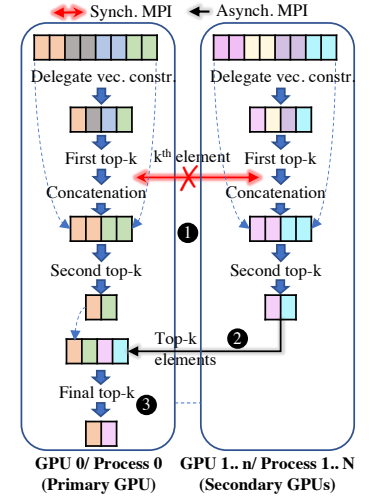 Synch. MPI Asynch. MPI
Delegate vec. constr. Delegate vec. constr.
First top-k kth element First top-k
Concatenation Concatenation
1
Second top-k Second top-k
Top-k 2
elements
Final top-k
3
GPU 0/ Process 0 GPU 1.. n/ Process 1.. N
(Primary GPU) (Secondary GPUs)